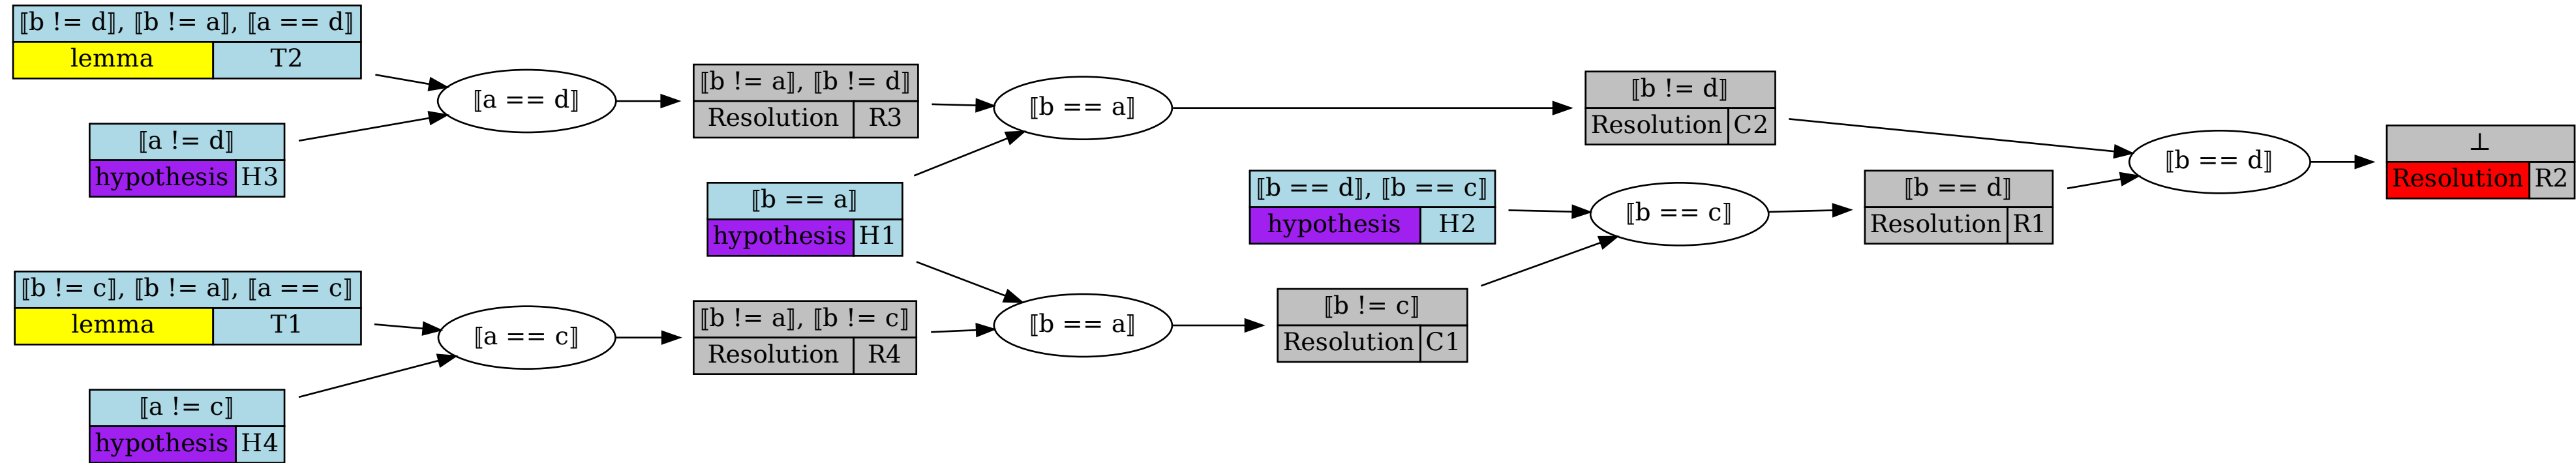 ⟦b != d⟧, ⟦b != a⟧, ⟦a == d⟧
lemma T2
⟦a != d⟧
hypothesis H3
⟦a == d⟧
⟦b != a⟧, ⟦b != d⟧
Resolution R3
⟦b == a⟧
hypothesis H1
⟦b == a⟧
⟦b != d⟧
Resolution C2
⟦b != c⟧, ⟦b != a⟧, ⟦a == c⟧
lemma T1
⟦a != c⟧
hypothesis H4
⟦a == c⟧
⟦b != a⟧, ⟦b != c⟧
Resolution R4
⟦b == a⟧
⟦b != c⟧
Resolution C1
⟦b == d⟧, ⟦b == c⟧
hypothesis H2
⟦b == c⟧
⟦b == d⟧
Resolution R1
⟦b == d⟧
⊥
Resolution R2